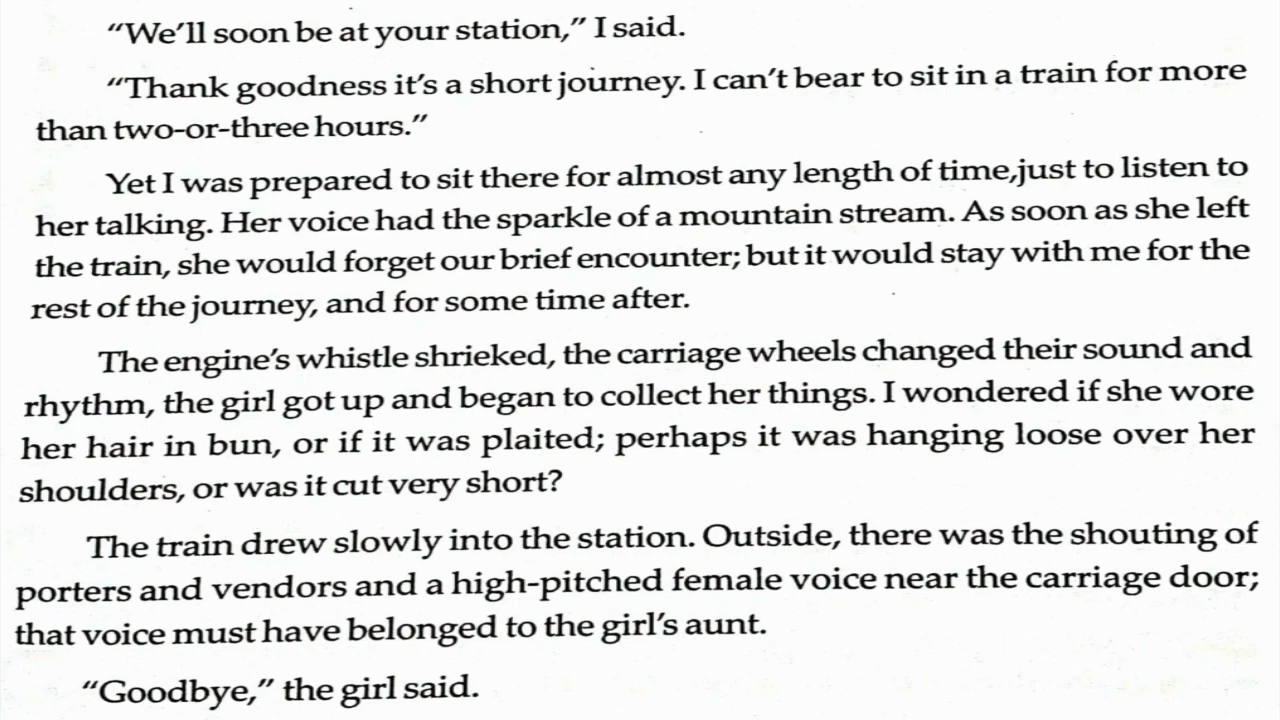 “We’ll soon be at your station,” I said.
“Thank goodness it’s a short journey. I can’t bear to sit in a train for more
than two-or-three hours.”
Yet I was prepared to sit there for almost any length of time,just to listen to
her talking. Her voice had the sparkle of a mountain stream. As soon as she left
the train, she would forget our brief encounter; but it would stay with me for the
rest of the journey, and for some time after.
The engine’s whistle shrieked, the carriage wheels changed their sound and
rhythm, the girl got up and began to collect her things. I wondered if she wore
her hair in bun, or if it was plaited; perhaps it was hanging loose over her
shoulders, or was it cut very short?
The train drew slowly into the station. Outside, there was the shouting of
porters and vendors and a high-pitched female voice near the carriage door;
that voice must have belonged to the girl’s aunt.
“Goodbye,” the girl said.